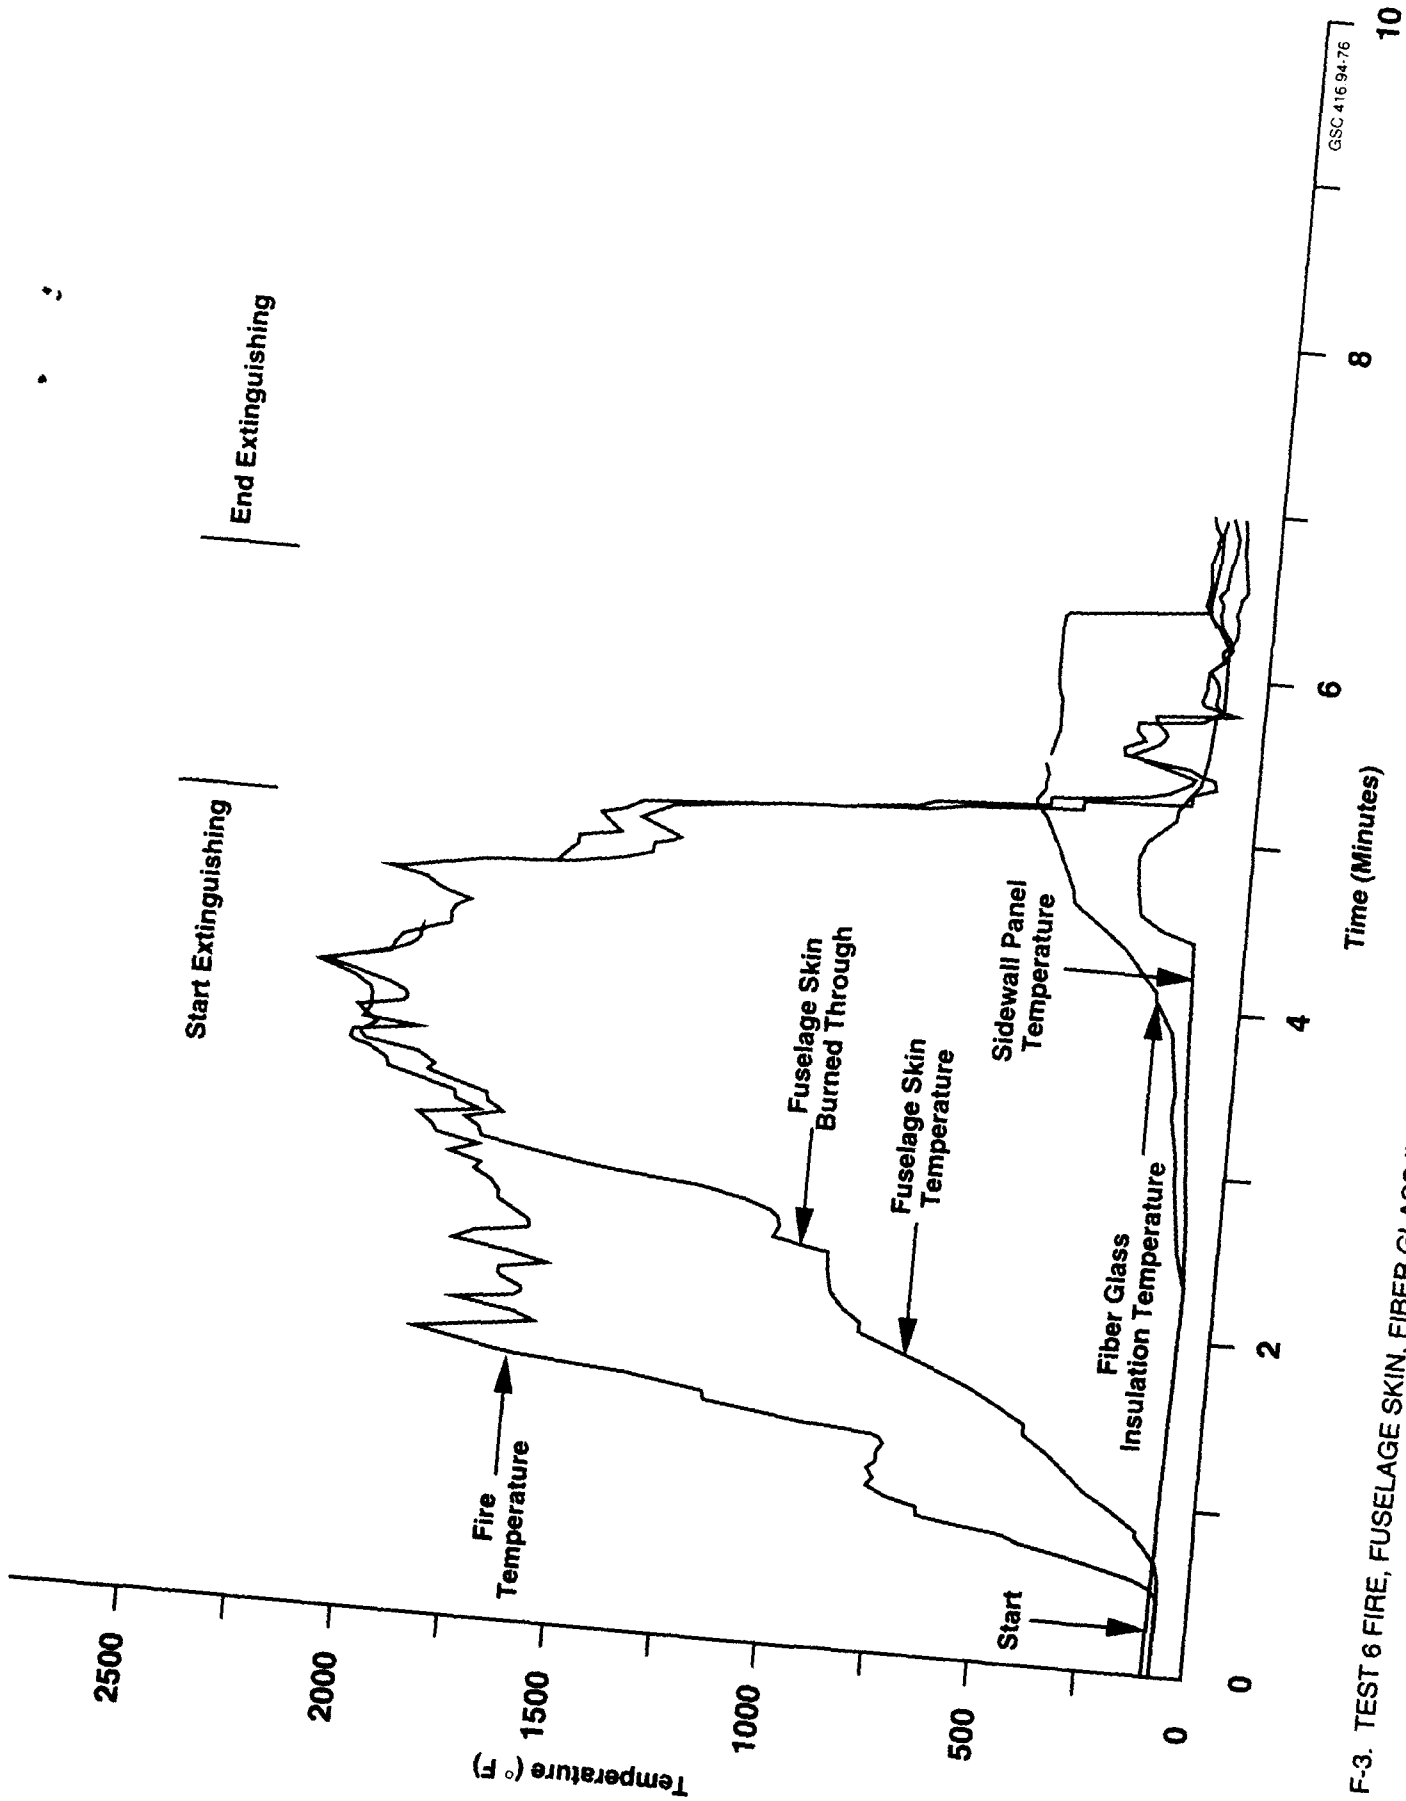 Start Extinguishing
End Extinguishing
Temperature (°F)
2500
2000
1500
1000
500
0
Fire
Temperature
Start
Fuselage Skin
Burned Through
Fuselage Skin
Temperature
Sidewall Panel
Temperature
Fiber Glass
Insulation Temperature
0
2
4
6
8
10
Time (Minutes)
GSC 416.94-76
F-3. TEST 6 FIRE, FUSELAGE SKIN, FIBER